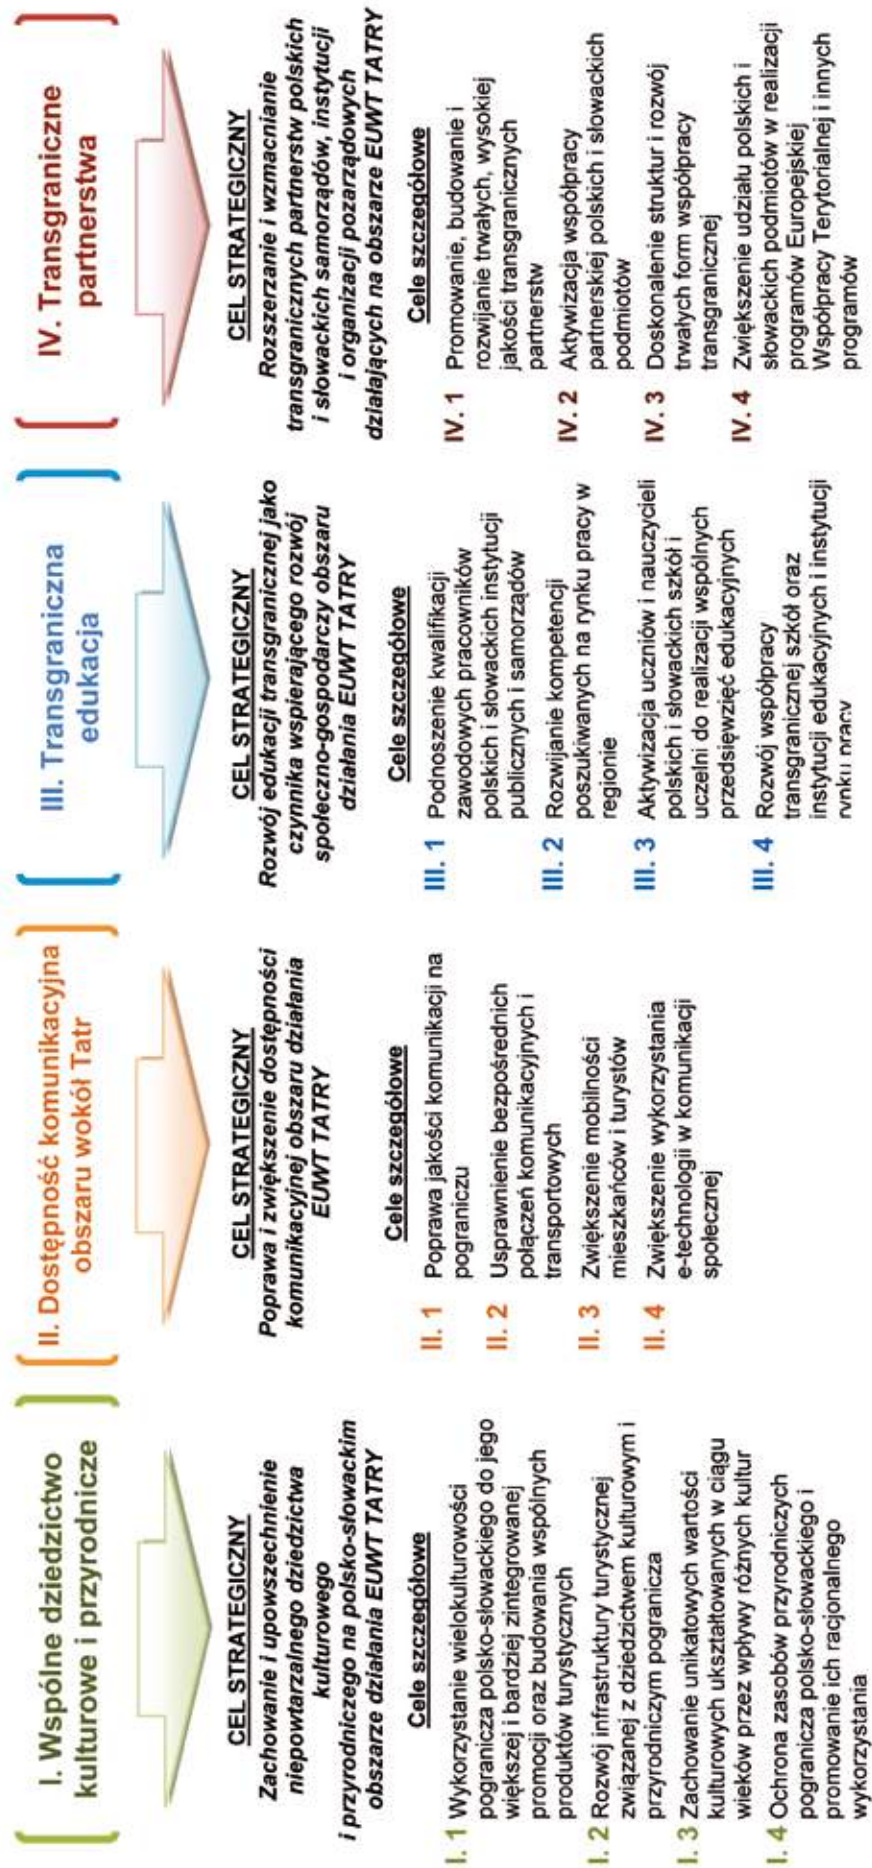 I. Wspólne dziedzictwo
kulturowe i przyrodnicze
CEL STRATEGICZNY
Zachowanie i upowszechnienie
niepowtarzalnego dziedzictwa
kulturowego
i przyrodniczego na polsko-słowackim
obszarze działania EUWT TATRY
Cele szczegółowe
I. 1 Wykorzystanie wielokulturowości
pogranicza polsko-słowackiego do jego
większej i bardziej zintegrowanej
promocji oraz budowania wspólnych
produktów turystycznych
I. 2 Rozwój infrastruktury turystycznej
związanej z dziedzictwem kulturowym i
przyrodniczym pogranicza
I. 3 Zachowanie unikatowych wartości
kulturowych ukształtowanych w ciągu
wieków przez wpływy różnych kultur
I. 4 Ochrona zasobów przyrodniczych
pogranicza polsko-słowackiego i
promowanie ich racjonalnego
wykorzystania
II. Dostępność komunikacyjna
obszaru wokół Tatr
CEL STRATEGICZNY
Poprawa i zwiększenie dostępności
komunikacyjnej obszaru działania
EUWT TATRY
Cele szczegółowe
II. 1 Poprawa jakości komunikacji na
pograniczu
II. 2 Usprawnienie bezpośrednich
połączeń komunikacyjnych i
transportowych
II. 3 Zwiększenie mobilności
mieszkańców i turystów
II. 4 Zwiększenie wykorzystania
e-technologii w komunikacji
społecznej
III. Transgraniczna
edukacja
CEL STRATEGICZNY
Rozwój edukacji transgranicznej jako
czynnika wspierającego rozwój
społeczno-gospodarczy obszaru
działania EUWT TATRY
Cele szczegółowe
III. 1 Podnoszenie kwalifikacji
zawodowych pracowników
polskich i słowackich instytucji
publicznych i samorządów
III. 2 Rozwijanie kompetencji
poszukiwanych na rynku pracy w
regionie
III. 3 Aktywizacja uczniów i nauczycieli
polskich i słowackich szkół i
uczelni do realizacji wspólnych
przedsięwzięć edukacyjnych
III. 4 Rozwój współpracy
transgranicznej szkół oraz
instytucji edukacyjnych i instytucji
rynku pracy
IV. Transgraniczne
partnerstwa
CEL STRATEGICZNY
Rozszerzanie i wzmacnianie
transgranicznych partnerstw polskich
i słowackich samorządów, instytucji
i organizacji pozarządowych
działających na obszarze EUWT TATRY
Cele szczegółowe
IV. 1 Promowanie, budowanie i
rozwijanie trwałych, wysokiej
jakości transgranicznych
partnerstw
IV. 2 Aktywizacja współpracy
partnerskiej polskich i słowackich
podmiotów
IV. 3 Doskonalenie struktur i rozwój
trwałych form współpracy
transgranicznej
IV. 4 Zwiększenie udziału polskich i
słowackich podmiotów w realizacji
programów Europejskiej
Współpracy Terytorialnej i innych
programów